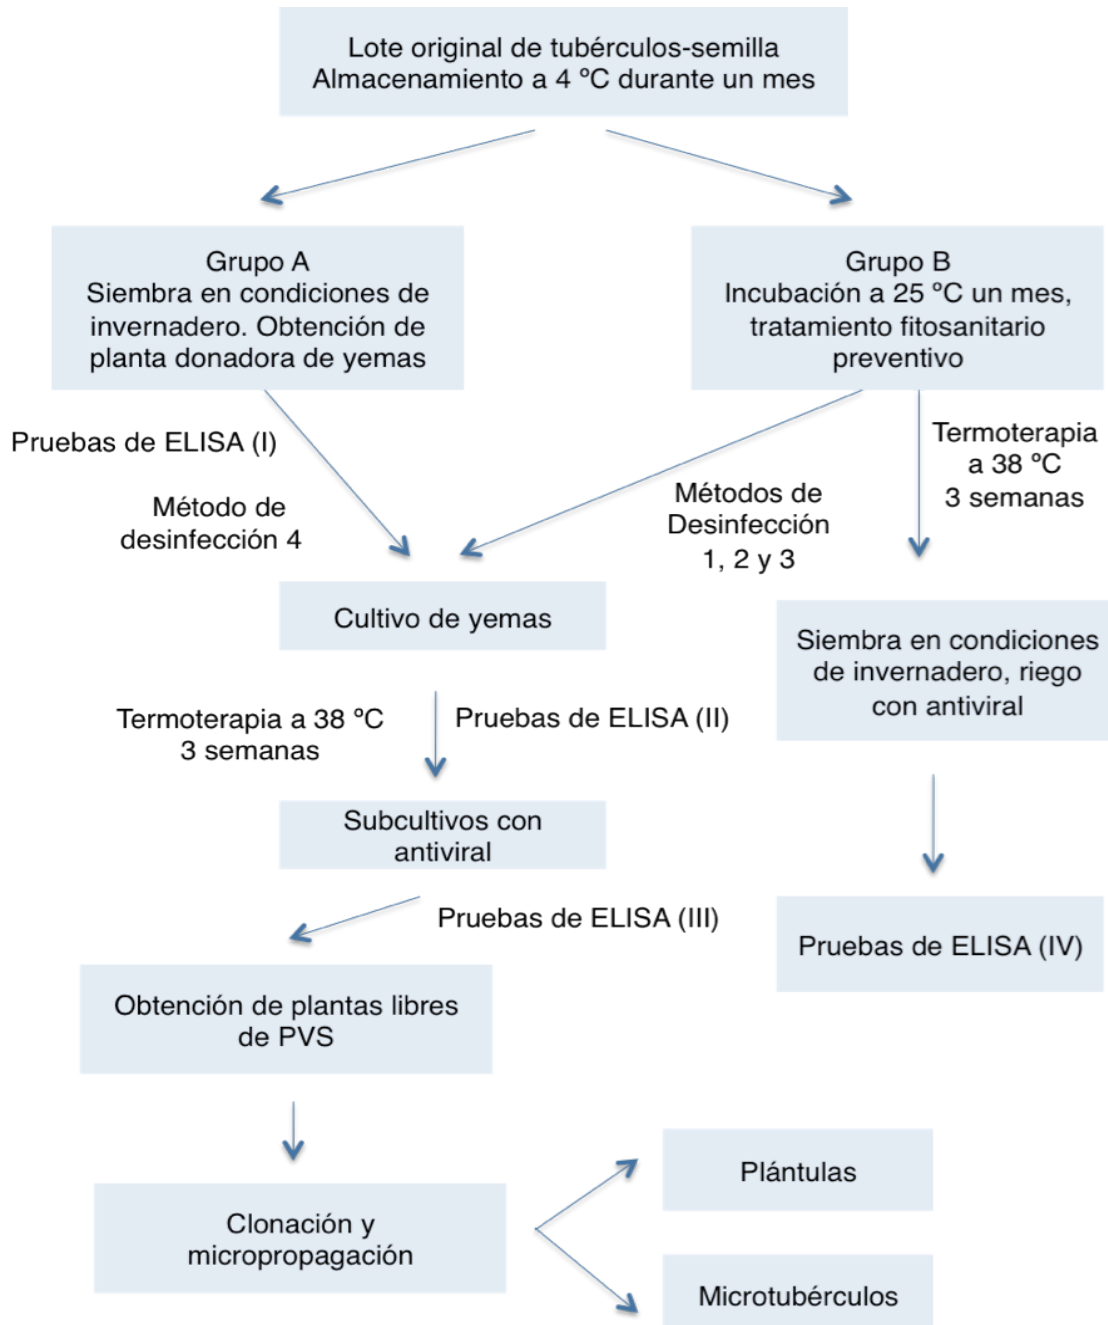 Lote original de tubérculos-semilla
Almacenamiento a 4 ºC durante un mes
Grupo A
Siembra en condiciones de
invernadero. Obtención de
planta donadora de yemas
Grupo B
Incubación a 25 ºC un mes,
tratamiento fitosanitario
preventivo
Pruebas de ELISA (I)
Método de
desinfección 4
Métodos de
Desinfección
1, 2 y 3
Termoterapia
a 38 ºC
3 semanas
Cultivo de yemas
Siembra en condiciones
de invernadero, riego
con antiviral
Termoterapia a 38 ºC
3 semanas
Pruebas de ELISA (II)
Subcultivos con
antiviral
Pruebas de ELISA (III)
Pruebas de ELISA (IV)
Obtención de plantas libres
de PVS
Clonación y
micropropagación
Plántulas
Microtubérculos